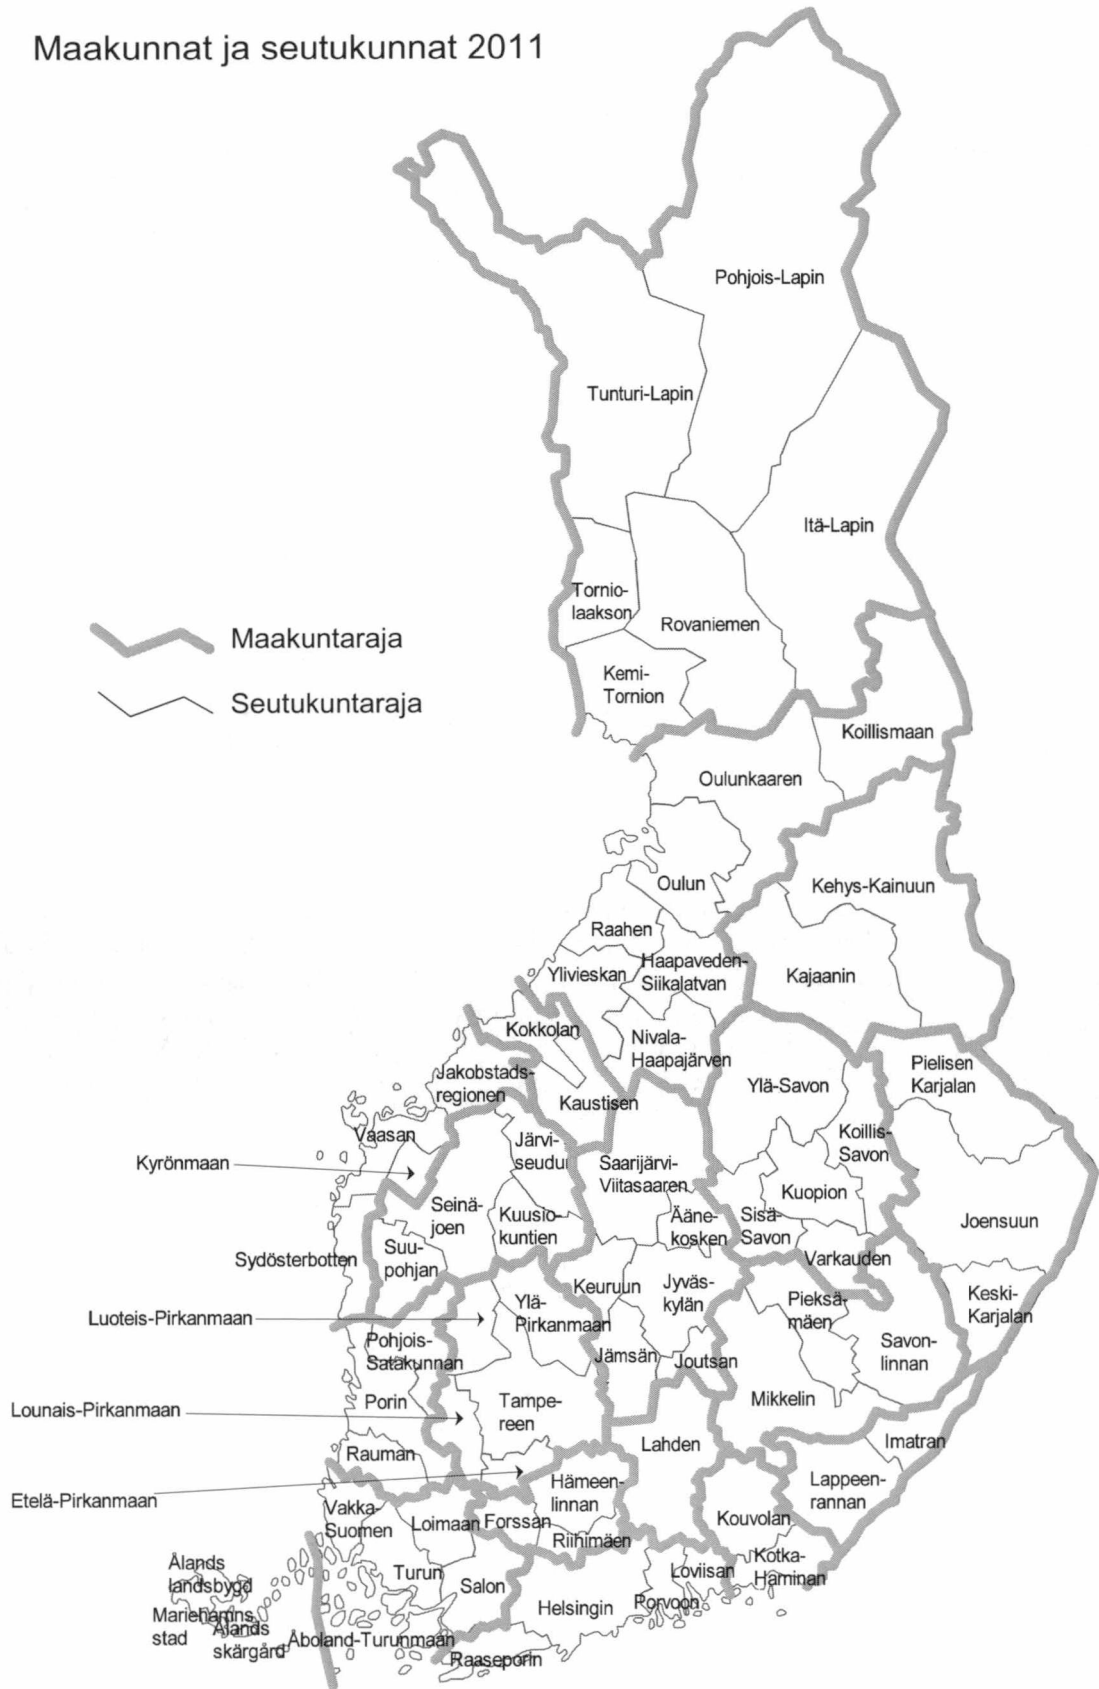 Maakunnat ja seutukunnat 2011
Pohjois-Lapin
Tunturi-Lapin
Itä-Lapin
Tornio-
laakson
Rovaniemen
Maakuntaraja
Kemi-
Tornion
Seutukuntaraja
Koillismaan
Oulunkaaren
Oulun
Kehys-Kainuun
Raahen
Haapaveden-
Siikalatvan
Ylivieskan
Kajaanin
Kokkolan
Nivala-
Haapajärven
Pielisen
Karjalan
Jakobstads-
regionen
Ylä-Savon
Kaustisen
Vaasan
Järvi-
seudun
Koillis-
Savon
Kyrönmaan
Saarijärvi-
Viitasaaren
Kuopion
Seinä-
joen
Kuusio-
kuntien
Ääne-
kosken
Sisä-
Savon
Joensuun
Suu-
pohjan
Sydösterbotten
Varkauden
Keuruun
Jyväs-
kylän
Keski-
Karjalan
Luoteis-Pirkanmaan
Ylä-
Pirkanmaan
Pieksä-
mäen
Pohjois-
Satakunnan
Jämsän
Joutsan
Savon-
linnan
Porin
Mikkelin
Lounais-Pirkanmaan
Tampe-
reen
Lahden
Imatran
Rauman
Etelä-Pirkanmaan
Hämeen-
linnan
Lappeen-
rannan
Vakka-
Suomen
Loimaan
Forssan
Riihimäen
Kouvolan
Kotka-
Haminan
Ålands
landsbygd
Turun
Salon
Loviisan
Mariehamns
stad
Ålands
skärgård
Åboland-Turunmaan
Helsingin
Porvoon
Raaseporin